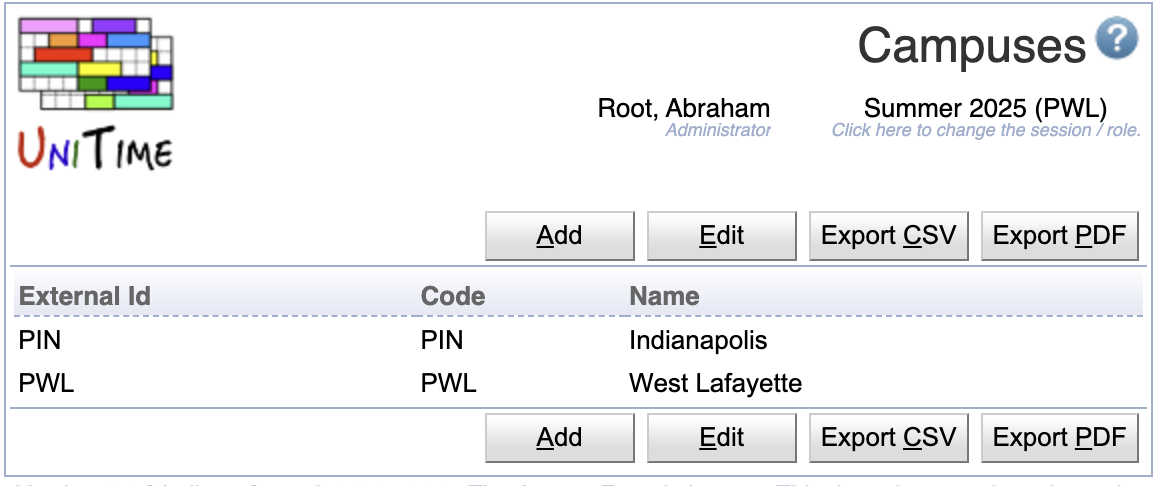 Campuses ?
Root, Abraham Summer 2025 (PWL)
Administrator Click here to change the session / role.
UNITIME
Add Edit Export CSV Export PDF
External Id Code Name
PIN PIN Indianapolis
PWL PWL West Lafayette
Add Edit Export CSV Export PDF